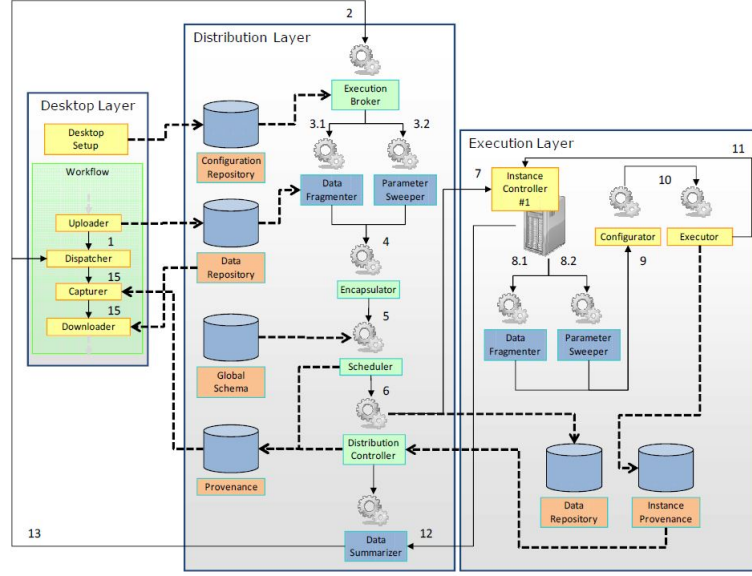 2
Distribution Layer
Execution
Broker
3.1
3.2
Desktop Layer
Desktop
Setup
Configuration
Repository
Workflow
Data
Fragmenter
Parameter
Sweeper
Uploader
1
Dispatcher
15
Capturer
15
Downloader
Data
Repository
4
Encapsulator
5
Global
Schema
Scheduler
6
Distribution
Controller
Provenance
13
12
Data
Summarizer
Execution Layer
11
7
Instance
Controller
#1
10
Configurator
Executor
8.1
8.2
9
Data
Fragmenter
Parameter
Sweeper
Data
Repository
Instance
Provenance